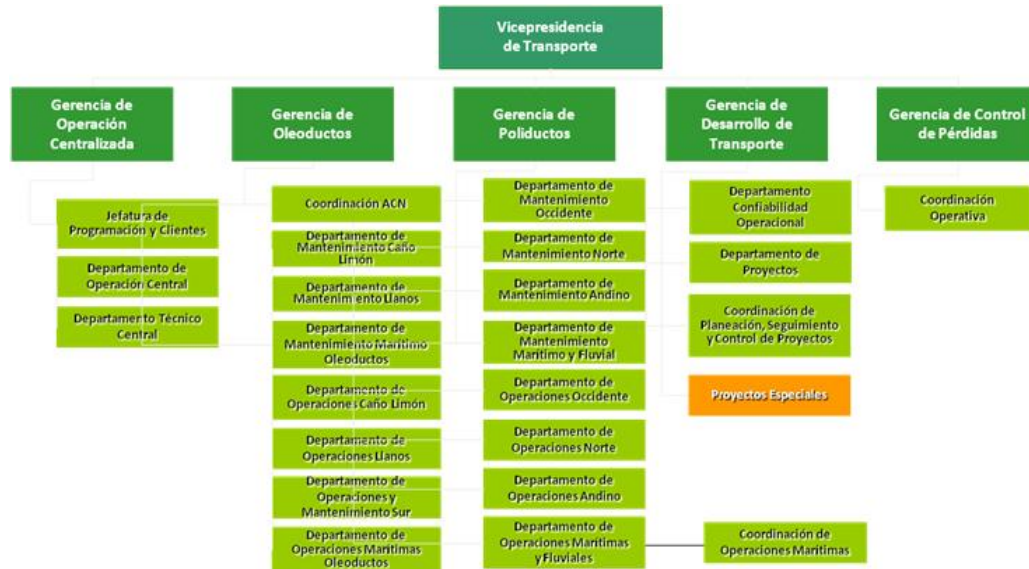 Vicepresidencia
de Transporte
Gerencia de
Operación
Centralizada
Gerencia de
Oleoductos
Gerencia de
Poliductos
Gerencia de
Desarrollo de
Transporte
Gerencia de Control
de Pérdidas
Jefatura de
Programación y Clientes
Departamento de
Operación Central
Departamento Técnico
Central
Coordinación ACN
Departamento de
Mantenimiento Caño
Limón
Departamento de
Mantenimiento Llanos
Departamento de
Mantenimiento Marítimo
Oleoductos
Departamento de
Operaciones Caño Limón
Departamento de
Operaciones Llanos
Departamento de
Operaciones y
Mantenimiento Sur
Departamento de
Operaciones Marítimas
Oleoductos
Departamento de
Mantenimiento
Occidente
Departamento de
Mantenimiento Norte
Departamento de
Mantenimiento Andino
Departamento de
Mantenimiento
Marítimo y Fluvial
Departamento de
Operaciones Occidente
Departamento de
Operaciones Norte
Departamento de
Operaciones Andino
Departamento de
Operaciones Marítimas
y Fluviales
Departamento
Confiabilidad
Operacional
Departamento de
Proyectos
Coordinación de
Planeación, Seguimiento
y Control de Proyectos
Proyectos Especiales
Coordinación de
Operaciones Marítimas
Coordinación
Operativa